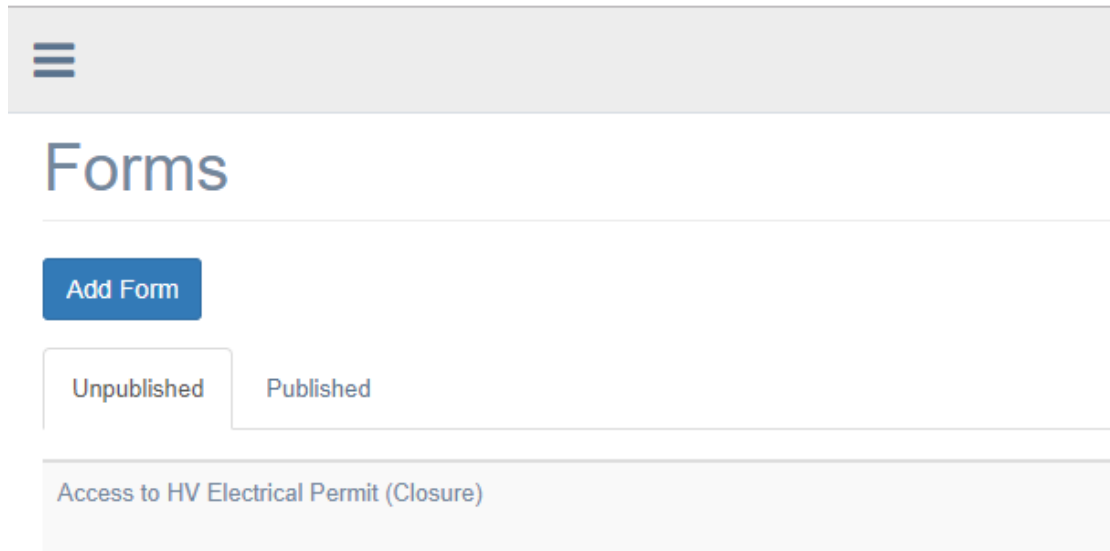 Forms
Add Form
Unpublished Published
Access to HV Electrical Permit (Closure)